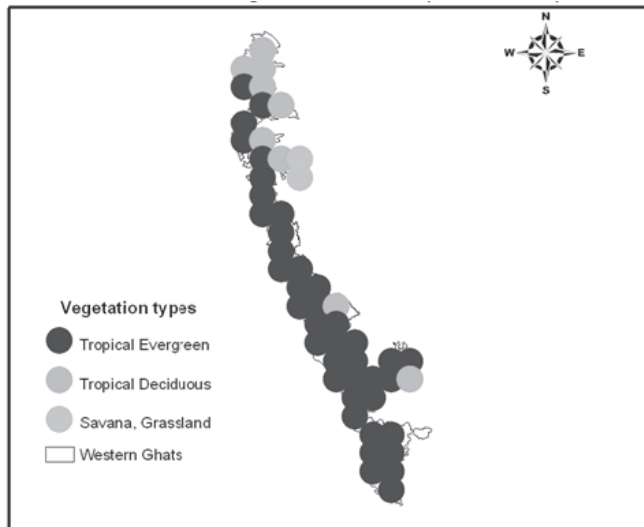 N
W E
S
Vegetation types
Tropical Evergreen
Tropical Deciduous
Savana, Grassland
Western Ghats